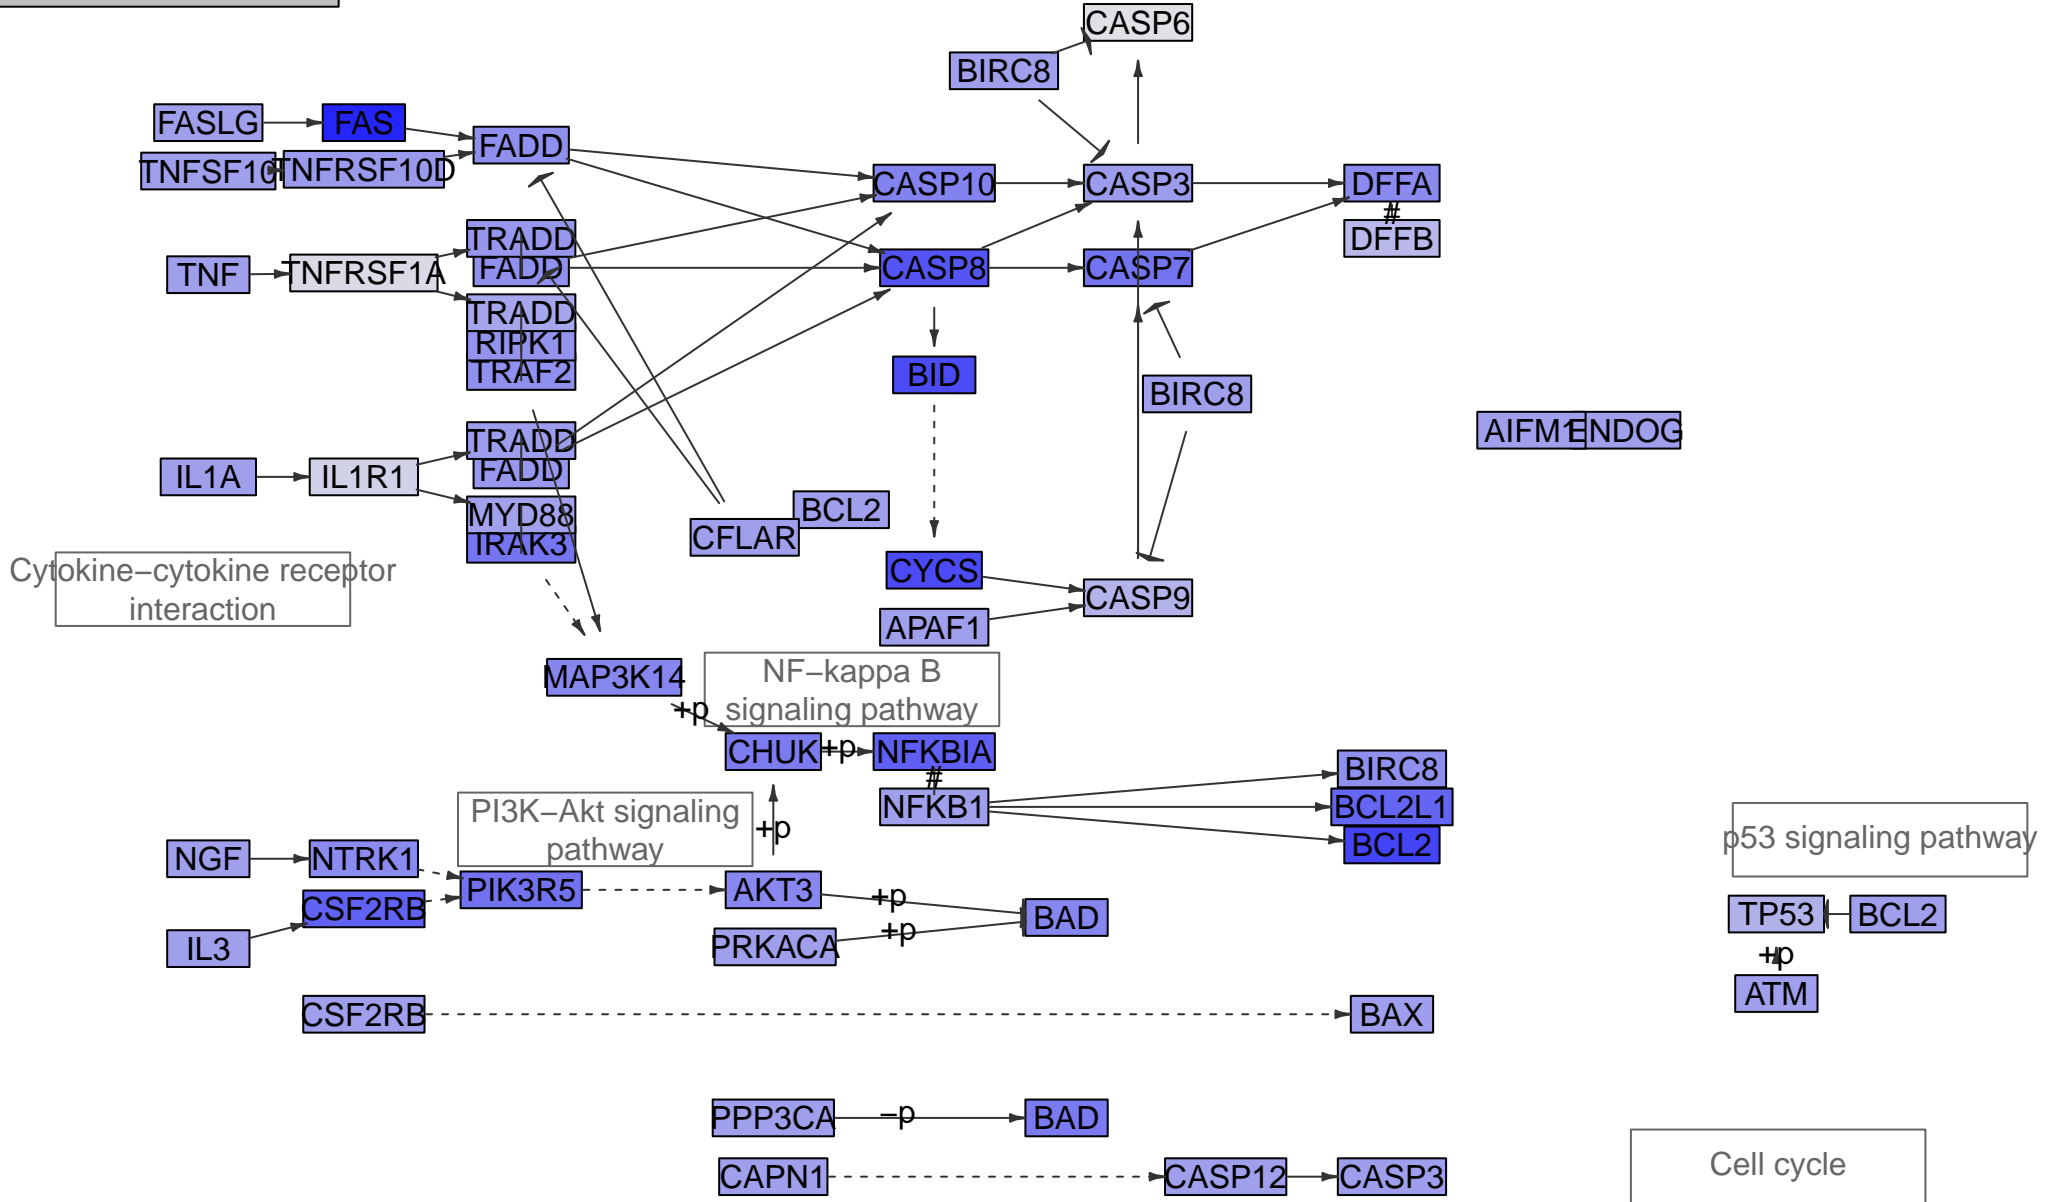 CASP6
BIRC8
FASLG
FAS
FADD
TNFSF10
TNFRSF10D
CASP10
CASP3
DFFA
#
DFFB
TRADD
FADD
TNF
TNFRSF1A
CASP8
CASP7
TRADD
RIPK1
TRAF2
BID
BIRC8
TRADD
FADD
AIFM1
ENDOG
IL1A
IL1R1
MYD88
IRAK3
BCL2
CFLAR
Cytokine−cytokine receptor
interaction
CYCS
CASP9
APAF1
MAP3K14
NF−kappa B
signaling pathway
+p
CHUK
+p
NFKBIA
#
NFKB1
BIRC8
BCL2L1
BCL2
PI3K−Akt signaling
pathway
+p
p53 signaling pathway
NGF
NTRK1
PIK3R5
AKT3
+p
BAD
CSF2RB
IL3
PRKACA
+p
TP53
BCL2
+p
ATM
CSF2RB
BAX
PPP3CA
−p
BAD
CAPN1
CASP12
CASP3
Cell cycle